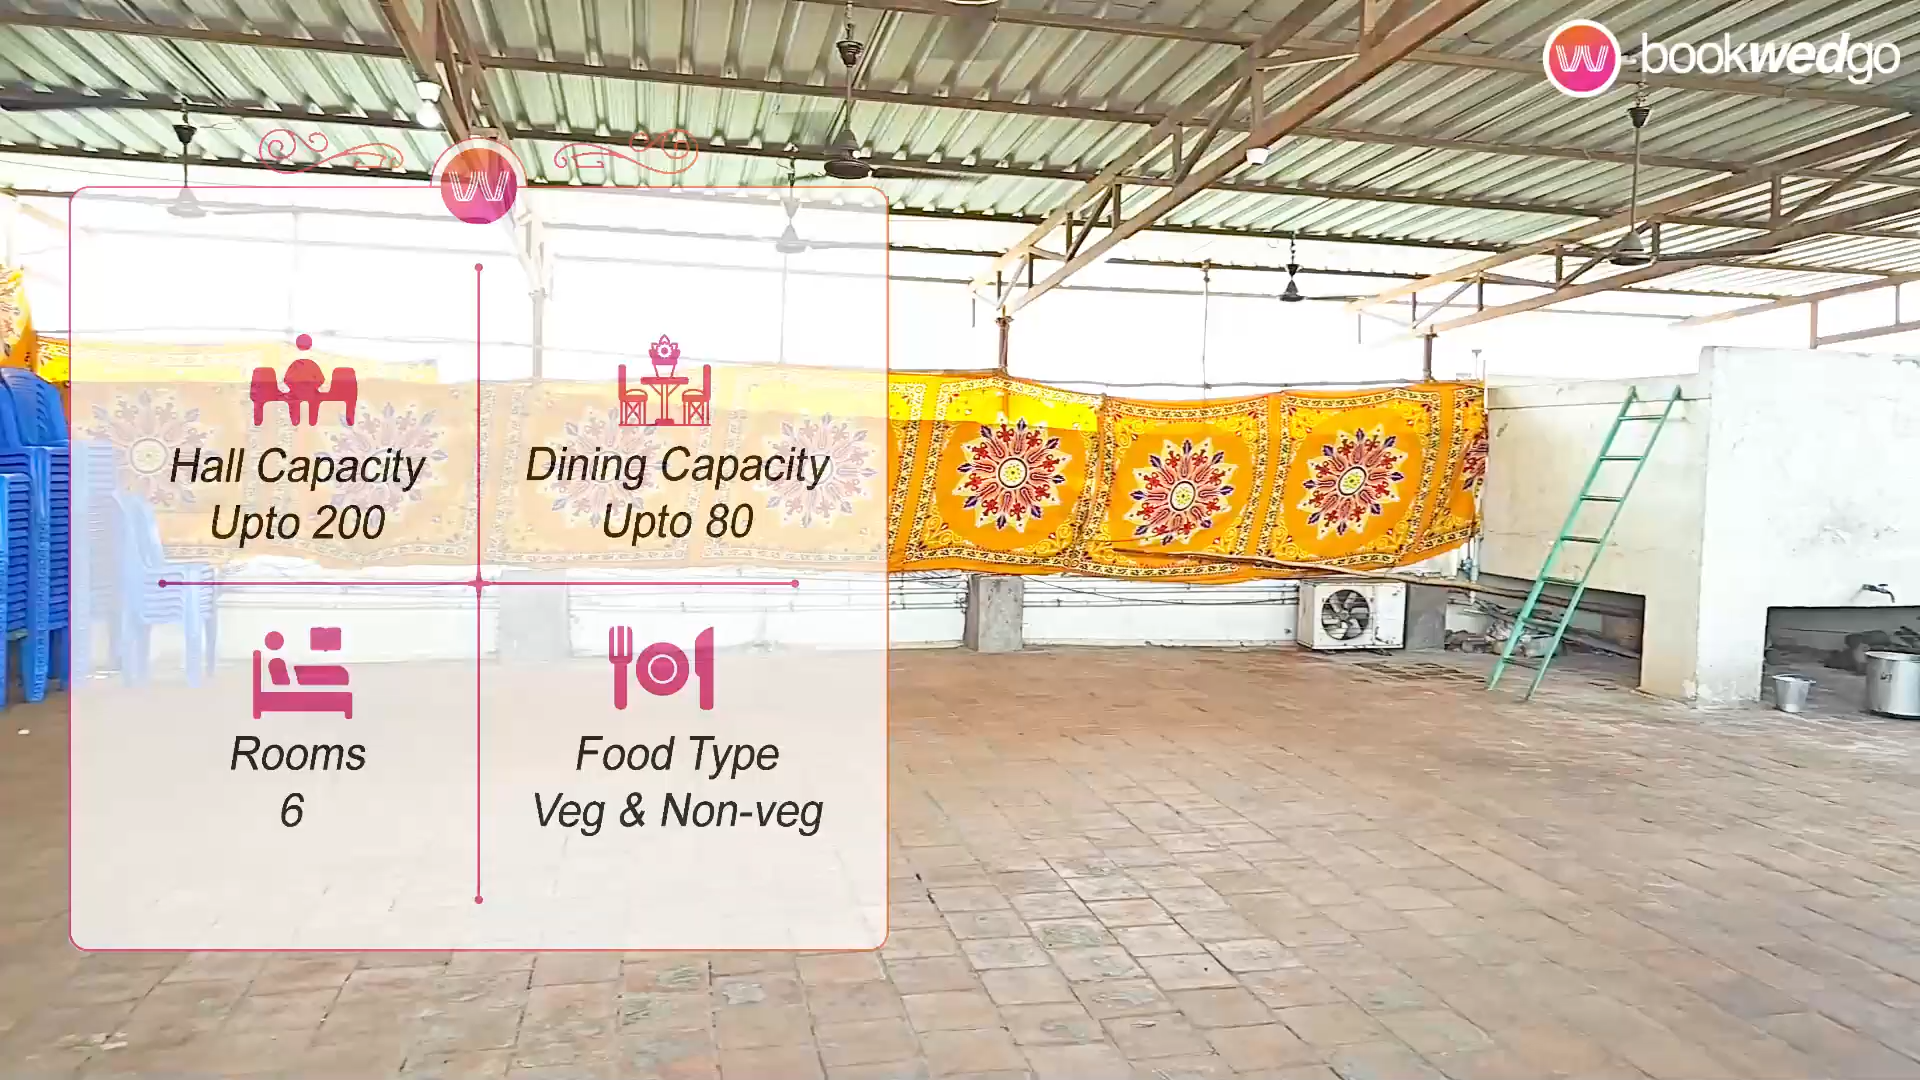 bookwedgo
Hall Capacity
Upto 200
Dining Capacity
Upto 80
Rooms
6
Food Type
Veg & Non-veg